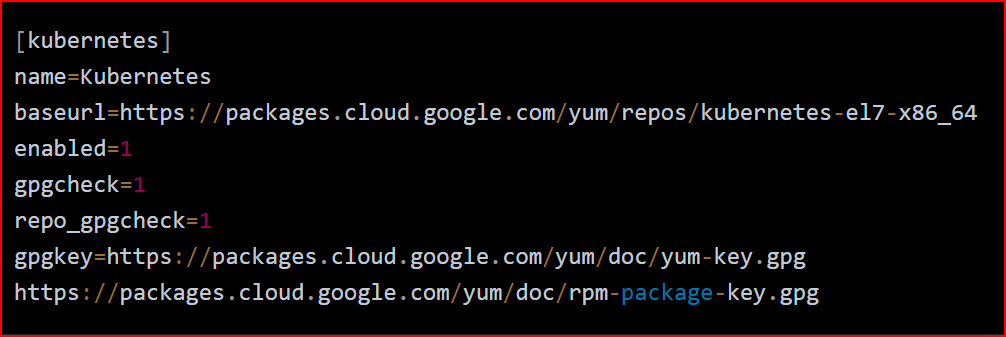 [kubernetes]
name=Kubernetes
baseurl=https://packages.cloud.google.com/yum/repos/kubernetes-el7-x86_64
enabled=1
gpgcheck=1
repo_gpgcheck=1
gpgkey=https://packages.cloud.google.com/yum/doc/yum-key.gpg
https://packages.cloud.google.com/yum/doc/rpm-package-key.gpg